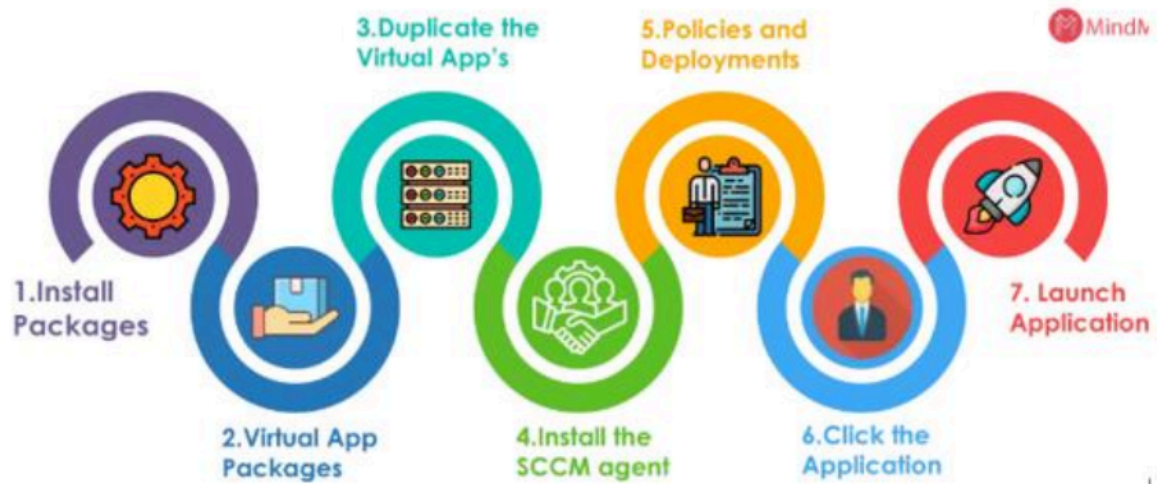 1.Install
Packages
2.Virtual App
Packages
3.Duplicate the
Virtual App's
4.Install the
SCCM agent
5.Policies and
Deployments
6.Click the
Application
7. Launch
Application